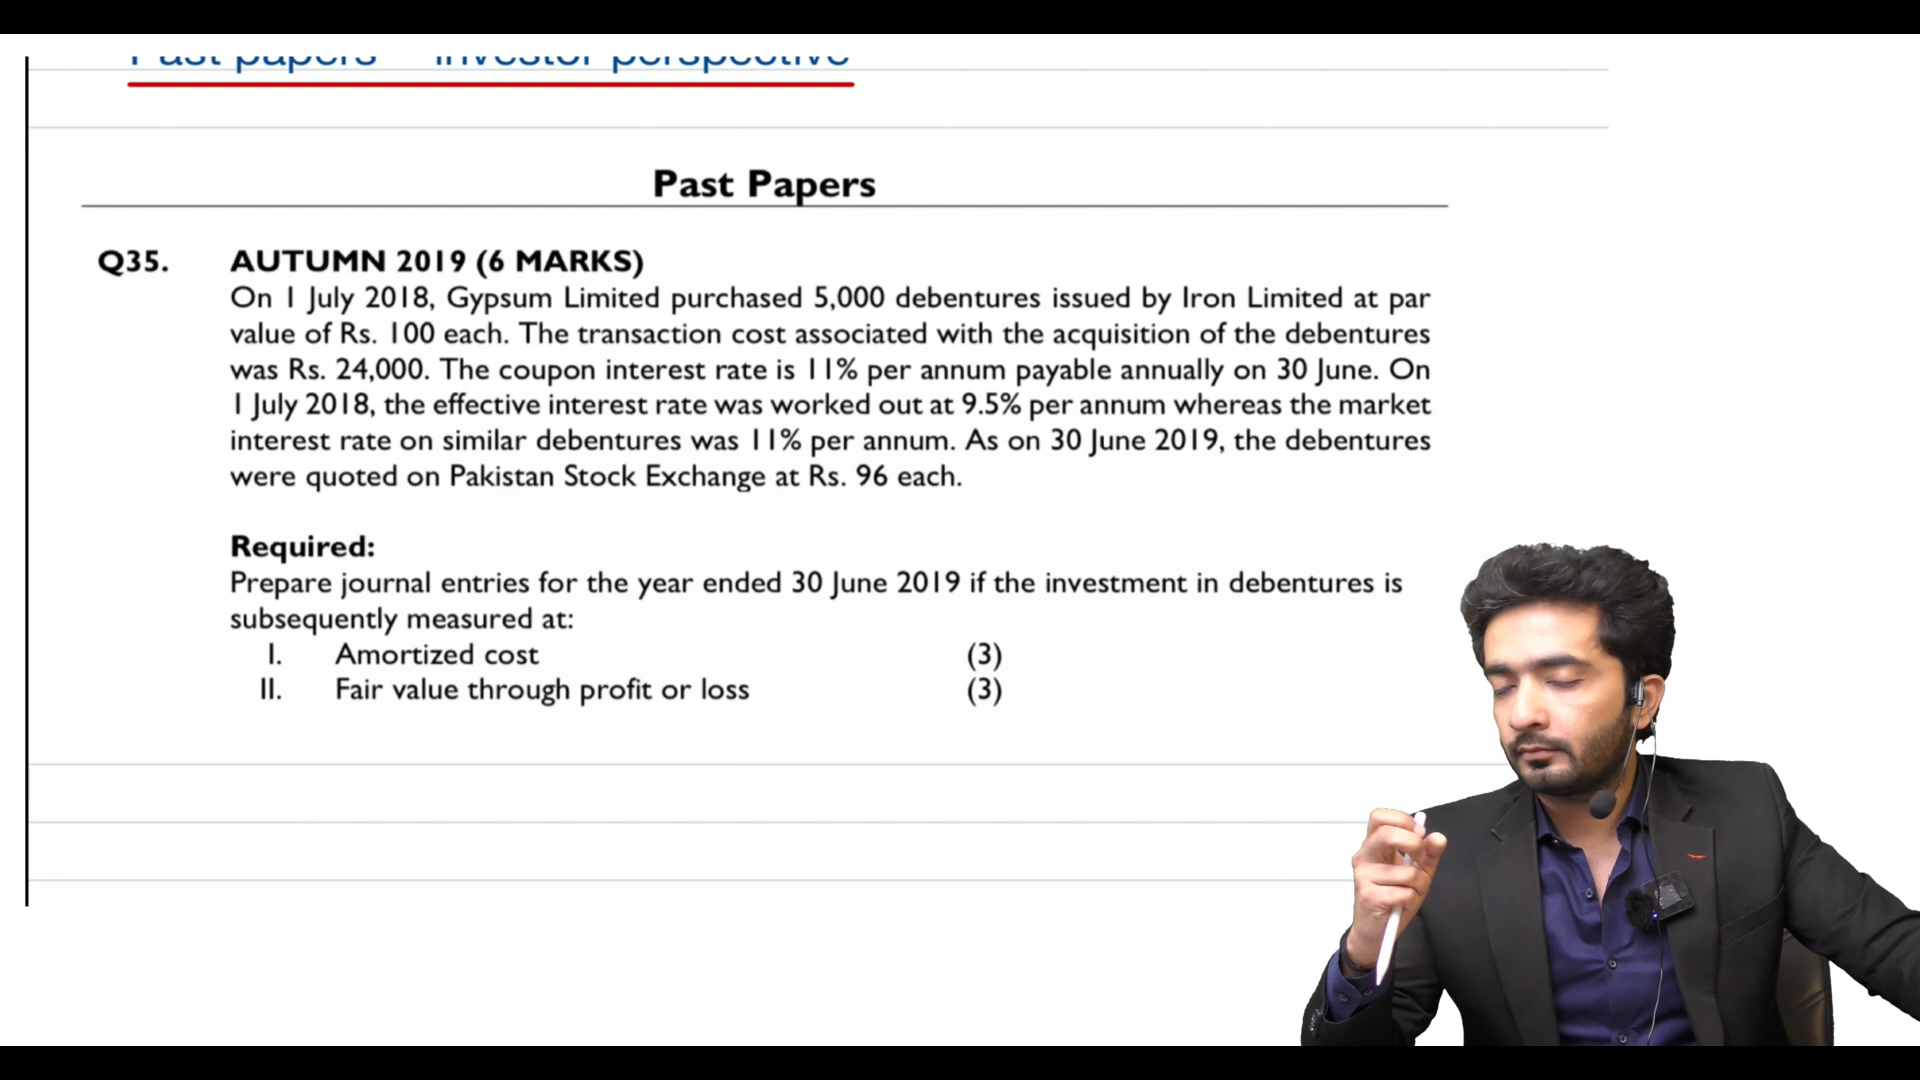 Past papers – investor perspective
Past Papers
Q35. AUTUMN 2019 (6 MARKS)
On 1 July 2018, Gypsum Limited purchased 5,000 debentures issued by Iron Limited at par
value of Rs. 100 each. The transaction cost associated with the acquisition of the debentures
was Rs. 24,000. The coupon interest rate is 11% per annum payable annually on 30 June. On
1 July 2018, the effective interest rate was worked out at 9.5% per annum whereas the market
interest rate on similar debentures was 11% per annum. As on 30 June 2019, the debentures
were quoted on Pakistan Stock Exchange at Rs. 96 each.
Required:
Prepare journal entries for the year ended 30 June 2019 if the investment in debentures is
subsequently measured at:
I. Amortized cost (3)
II. Fair value through profit or loss (3)